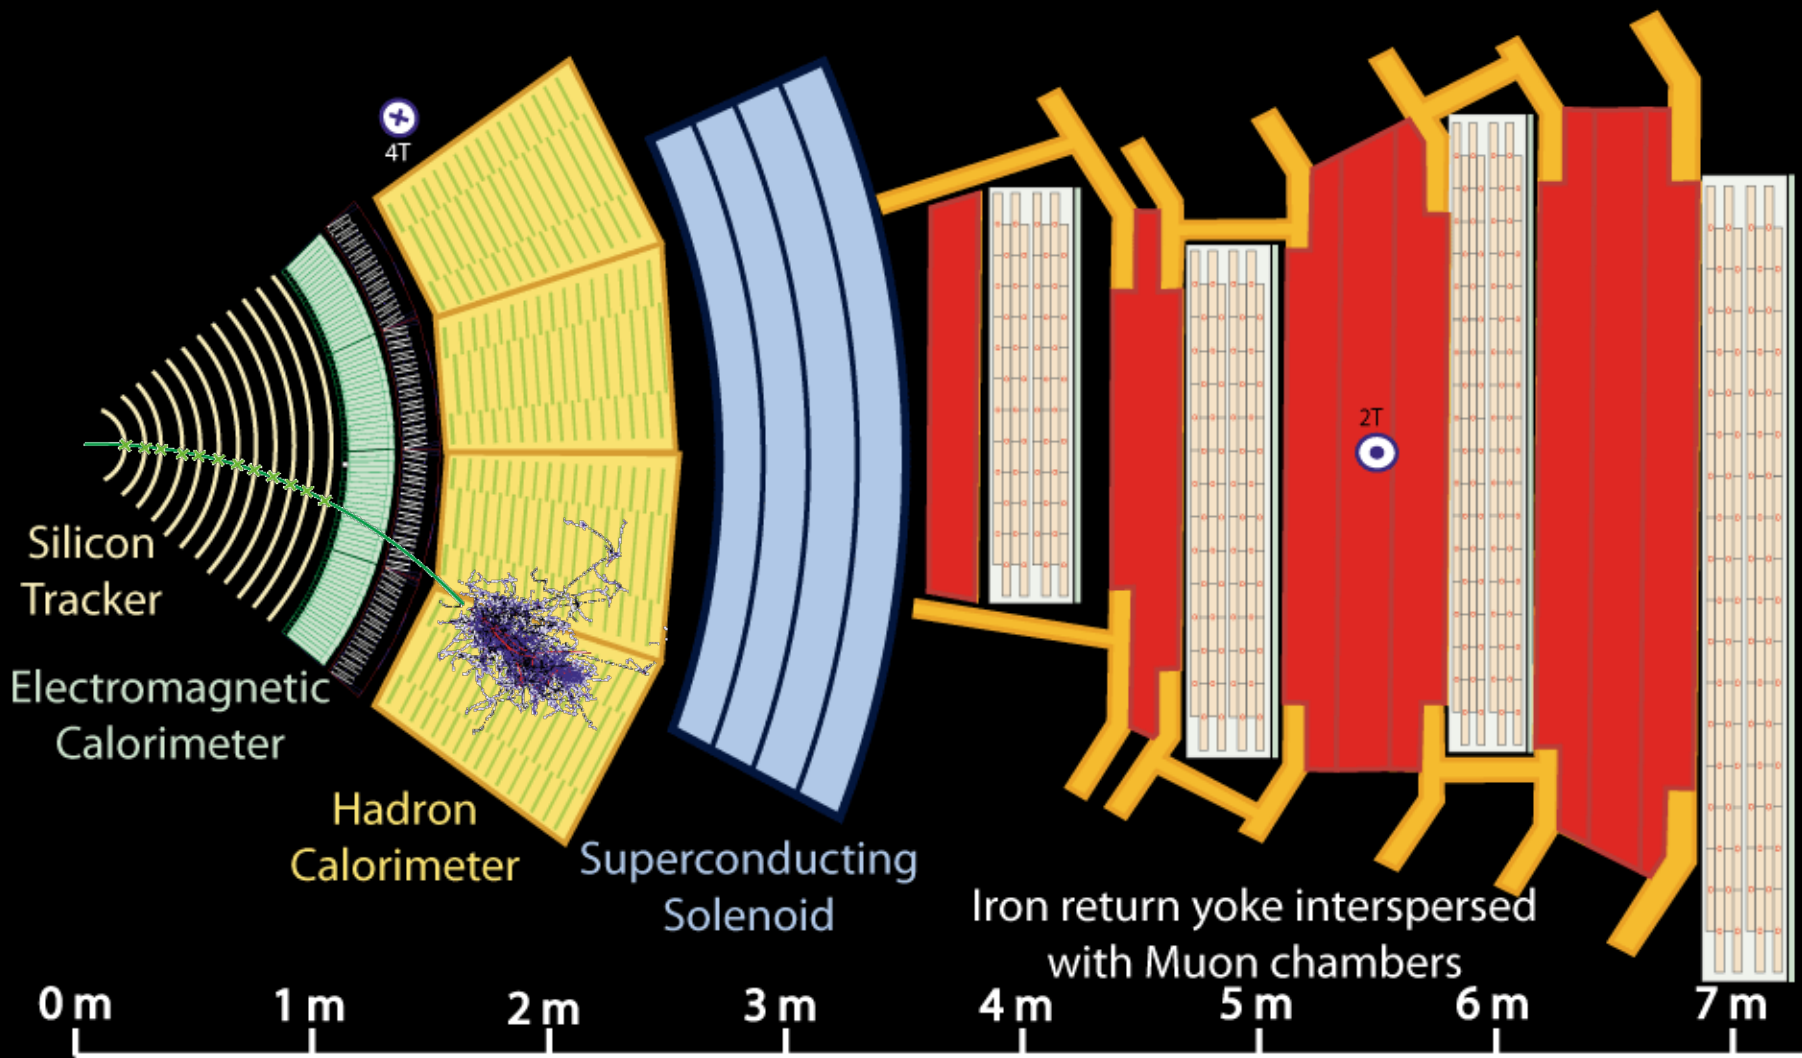 4T
2T
Silicon
Tracker
Electromagnetic
Calorimeter
Hadron
Calorimeter
Superconducting
Solenoid
Iron return yoke interspersed
with Muon chambers
0 m 1 m 2 m 3 m 4 m 5 m 6 m 7 m